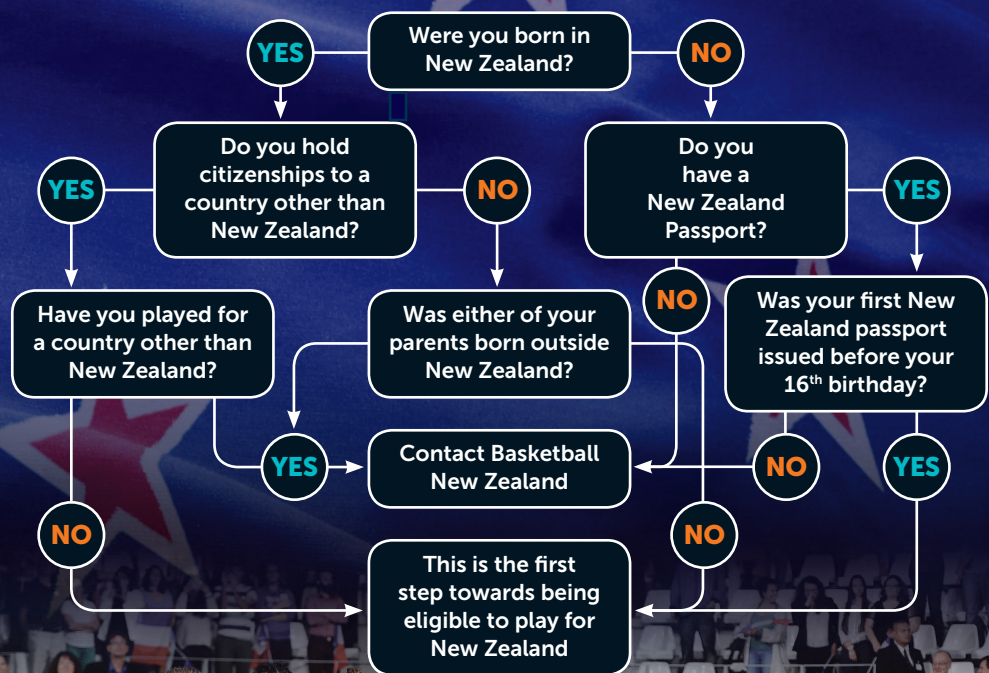 YES
Were you born in
New Zealand?
NO
Do you hold
citizenships to a
country other than
New Zealand?
Do you
have a
New Zealand
Passport?
YES
NO
YES
Have you played for
a country other than
New Zealand?
Was either of your
parents born outside
New Zealand?
NO
Was your first New
Zealand passport
issued before your
16th birthday?
YES
Contact Basketball
New Zealand
NO
YES
NO
NO
This is the first
step towards being
eligible to play for
New Zealand